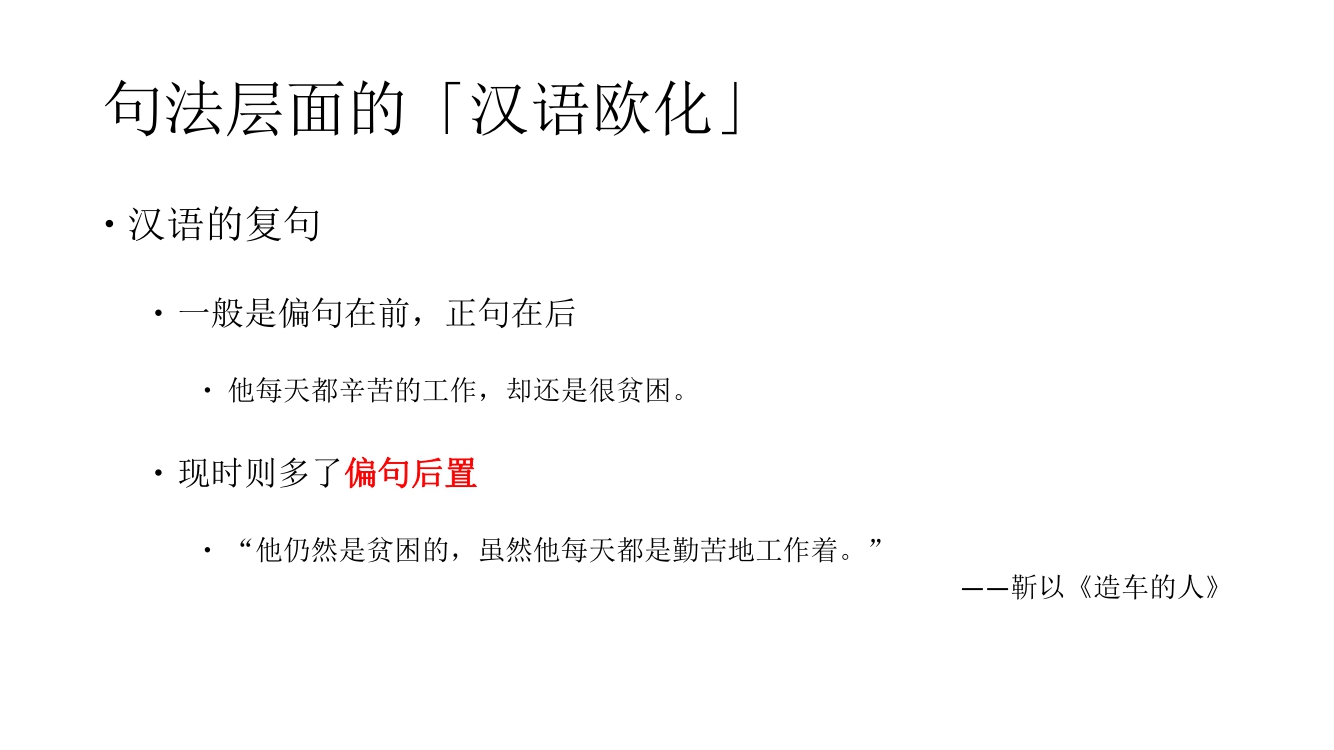 句法层面的「汉语欧化」
• 汉语的复句
• 一般是偏句在前，正句在后
• 他每天都辛苦的工作，却还是很贫困。
• 现时则多了偏句后置
• “他仍然是贫困的，虽然他每天都是勤苦地工作着。”
——靳以《造车的人》